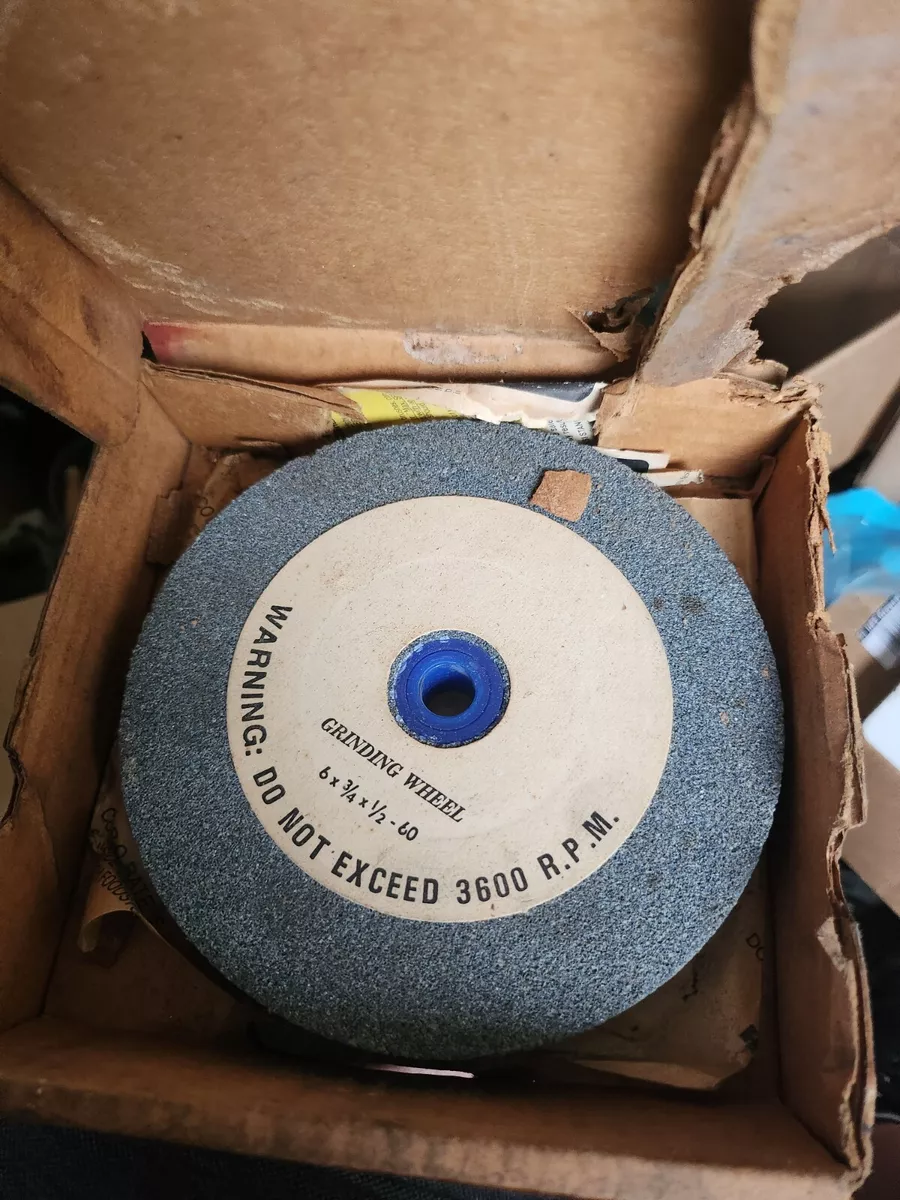 WARNING: DO NOT EXCEED 3600 R.P.M.
GRINDING WHEEL
6 x 3/4 x 1/2 - 60